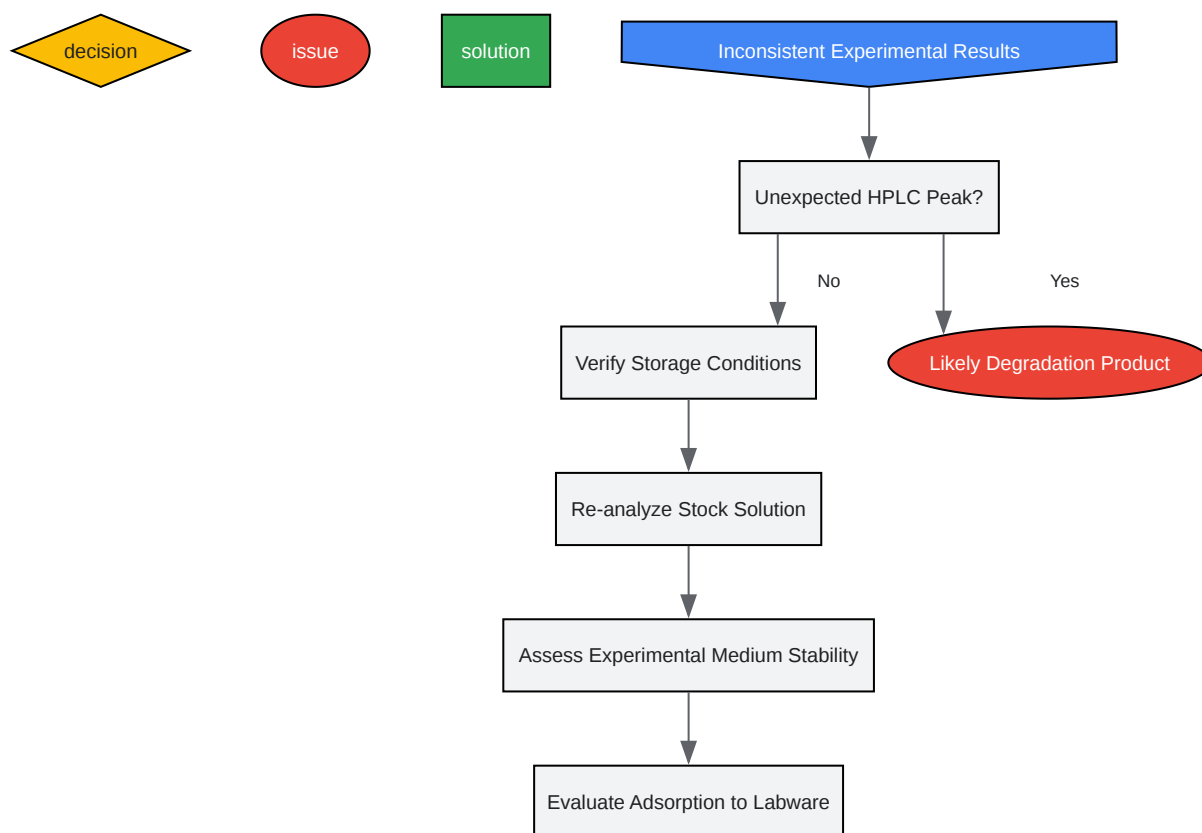 decision
issue
solution
Inconsistent Experimental Results
Unexpected HPLC Peak?
No
Yes
Verify Storage Conditions
Likely Degradation Product
Re-analyze Stock Solution
Assess Experimental Medium Stability
Evaluate Adsorption to Labware